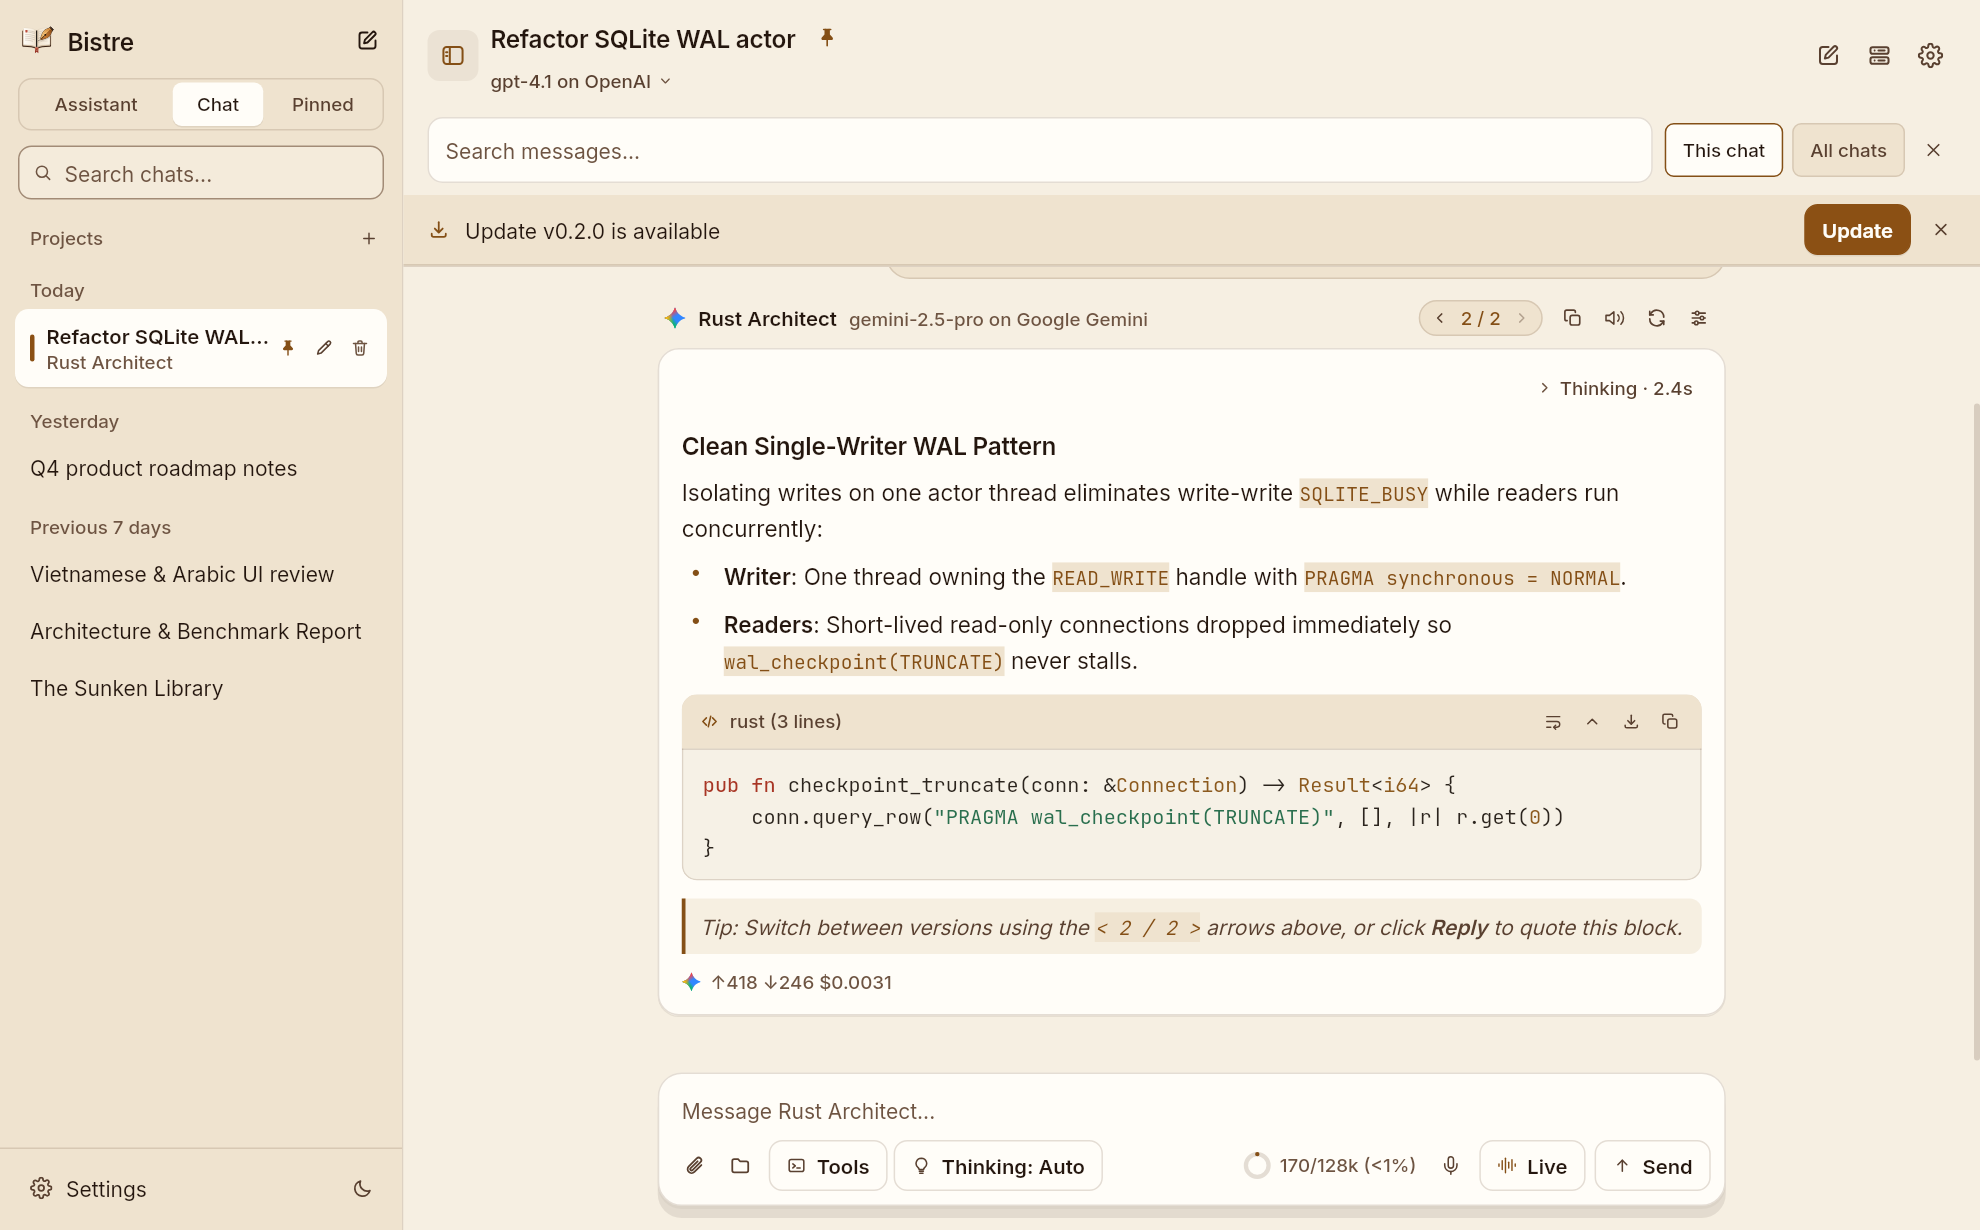 Bistre
Assistant
Chat
Pinned
Search chats...
Projects
Today
Refactor SQLite WAL...
Rust Architect
Yesterday
Q4 product roadmap notes
Previous 7 days
Vietnamese & Arabic UI review
Architecture & Benchmark Report
The Sunken Library
Settings
Refactor SQLite WAL actor
gpt-4.1 on OpenAI
Search messages...
This chat
All chats
Update v0.2.0 is available
Update
Rust Architect gemini-2.5-pro on Google Gemini
2 / 2
Thinking · 2.4s
Clean Single-Writer WAL Pattern
Isolating writes on one actor thread eliminates write-write SQLITE_BUSY while readers run
concurrently:
• Writer: One thread owning the READ_WRITE handle with PRAGMA synchronous = NORMAL.
• Readers: Short-lived read-only connections dropped immediately so
wal_checkpoint(TRUNCATE) never stalls.
rust (3 lines)
pub fn checkpoint_truncate(conn: &Connection) -> Result<i64> {
    conn.query_row("PRAGMA wal_checkpoint(TRUNCATE)", [], |r| r.get(0))
}
Tip: Switch between versions using the < 2 / 2 > arrows above, or click Reply to quote this block.
↑418 ↓246 $0.0031
Message Rust Architect...
Tools
Thinking: Auto
170/128k (<1%)
Live
Send